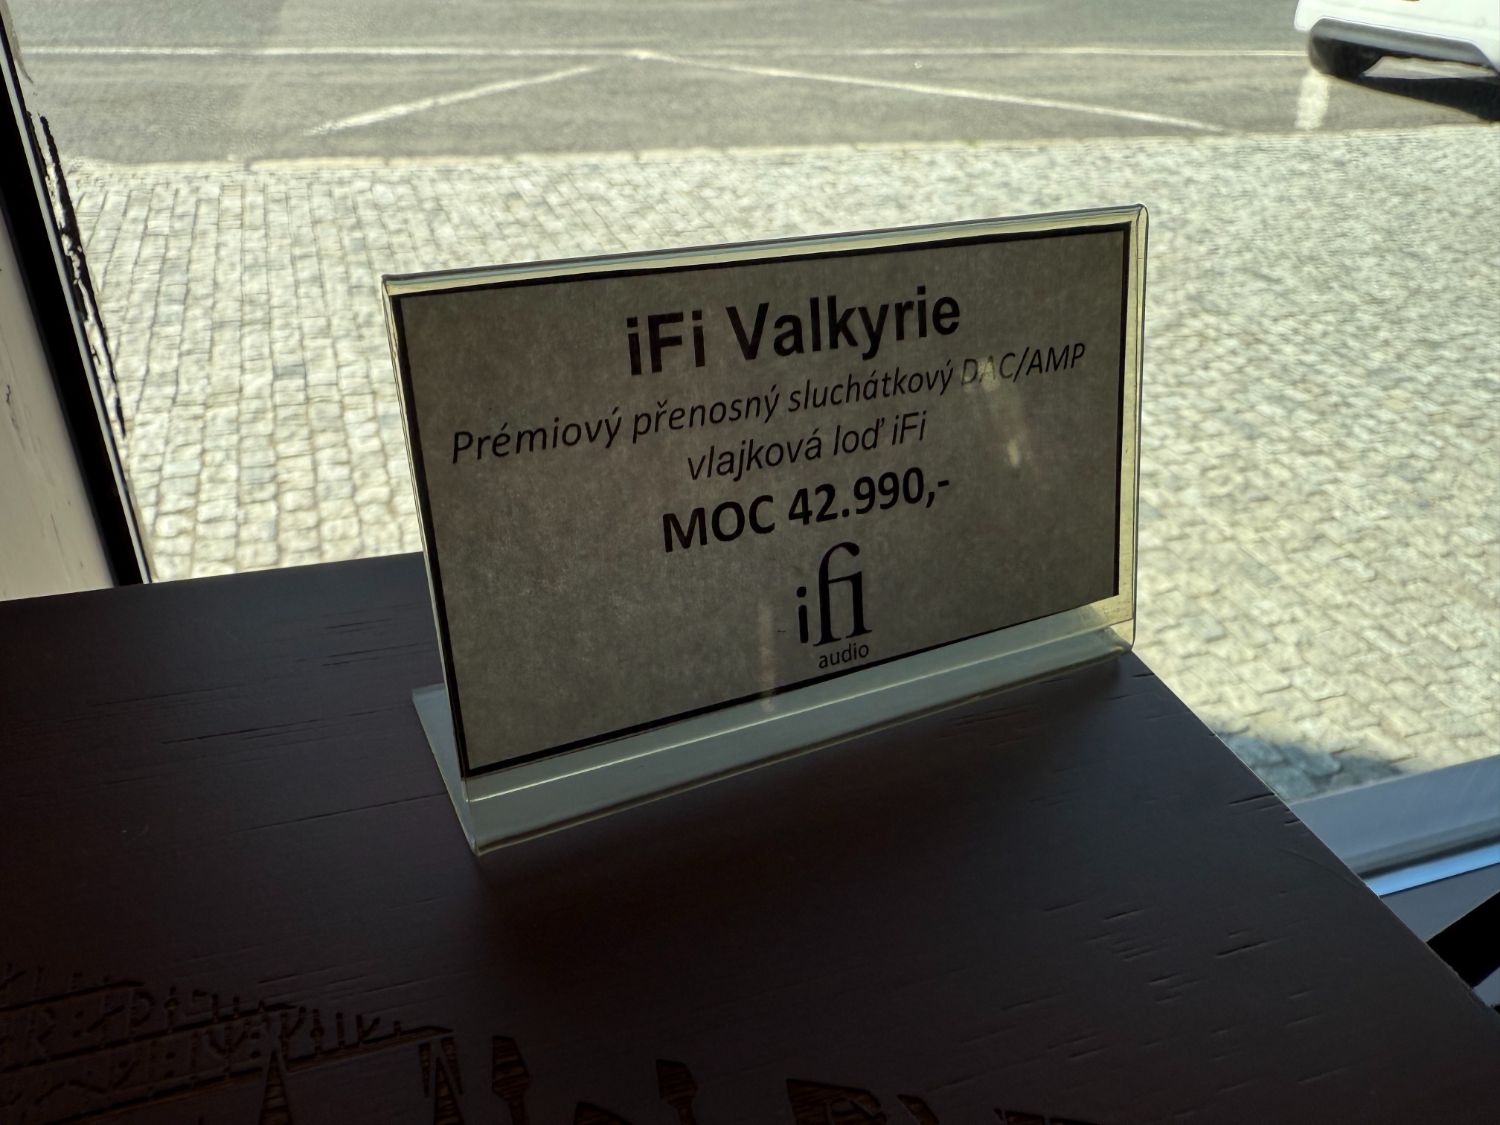 iFi Valkyrie
Prémiový přenosný sluchátkový DAC/AMP
vlajková loď iFi
MOC 42.990,-
ifi
audio